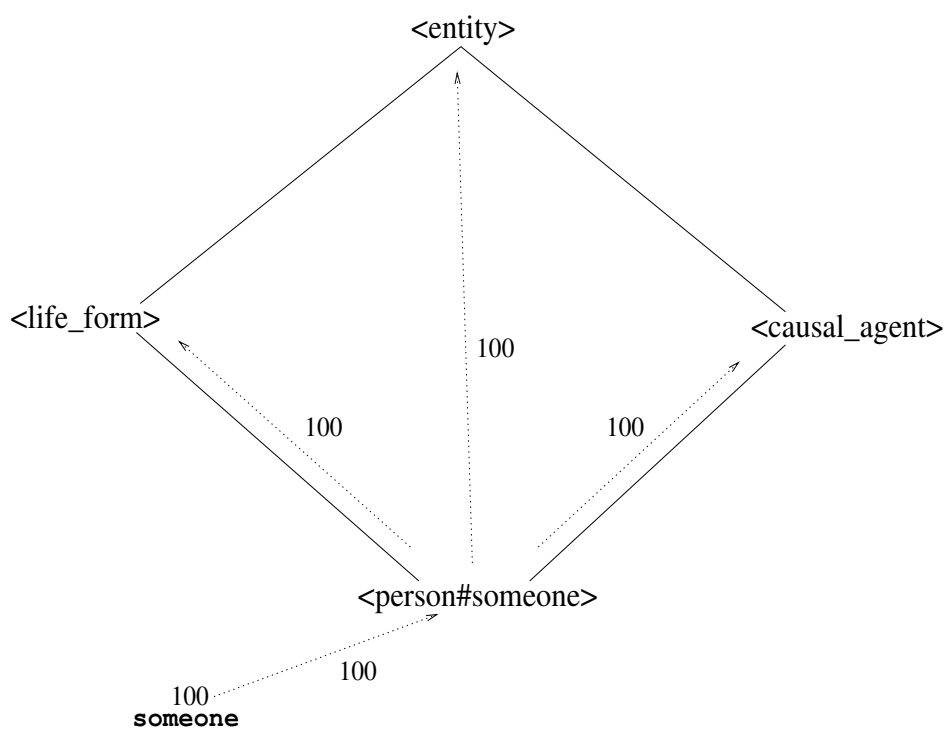 <entity>
<life_form>
<causal_agent>
100
100
100
<person#someone>
100
100
someone